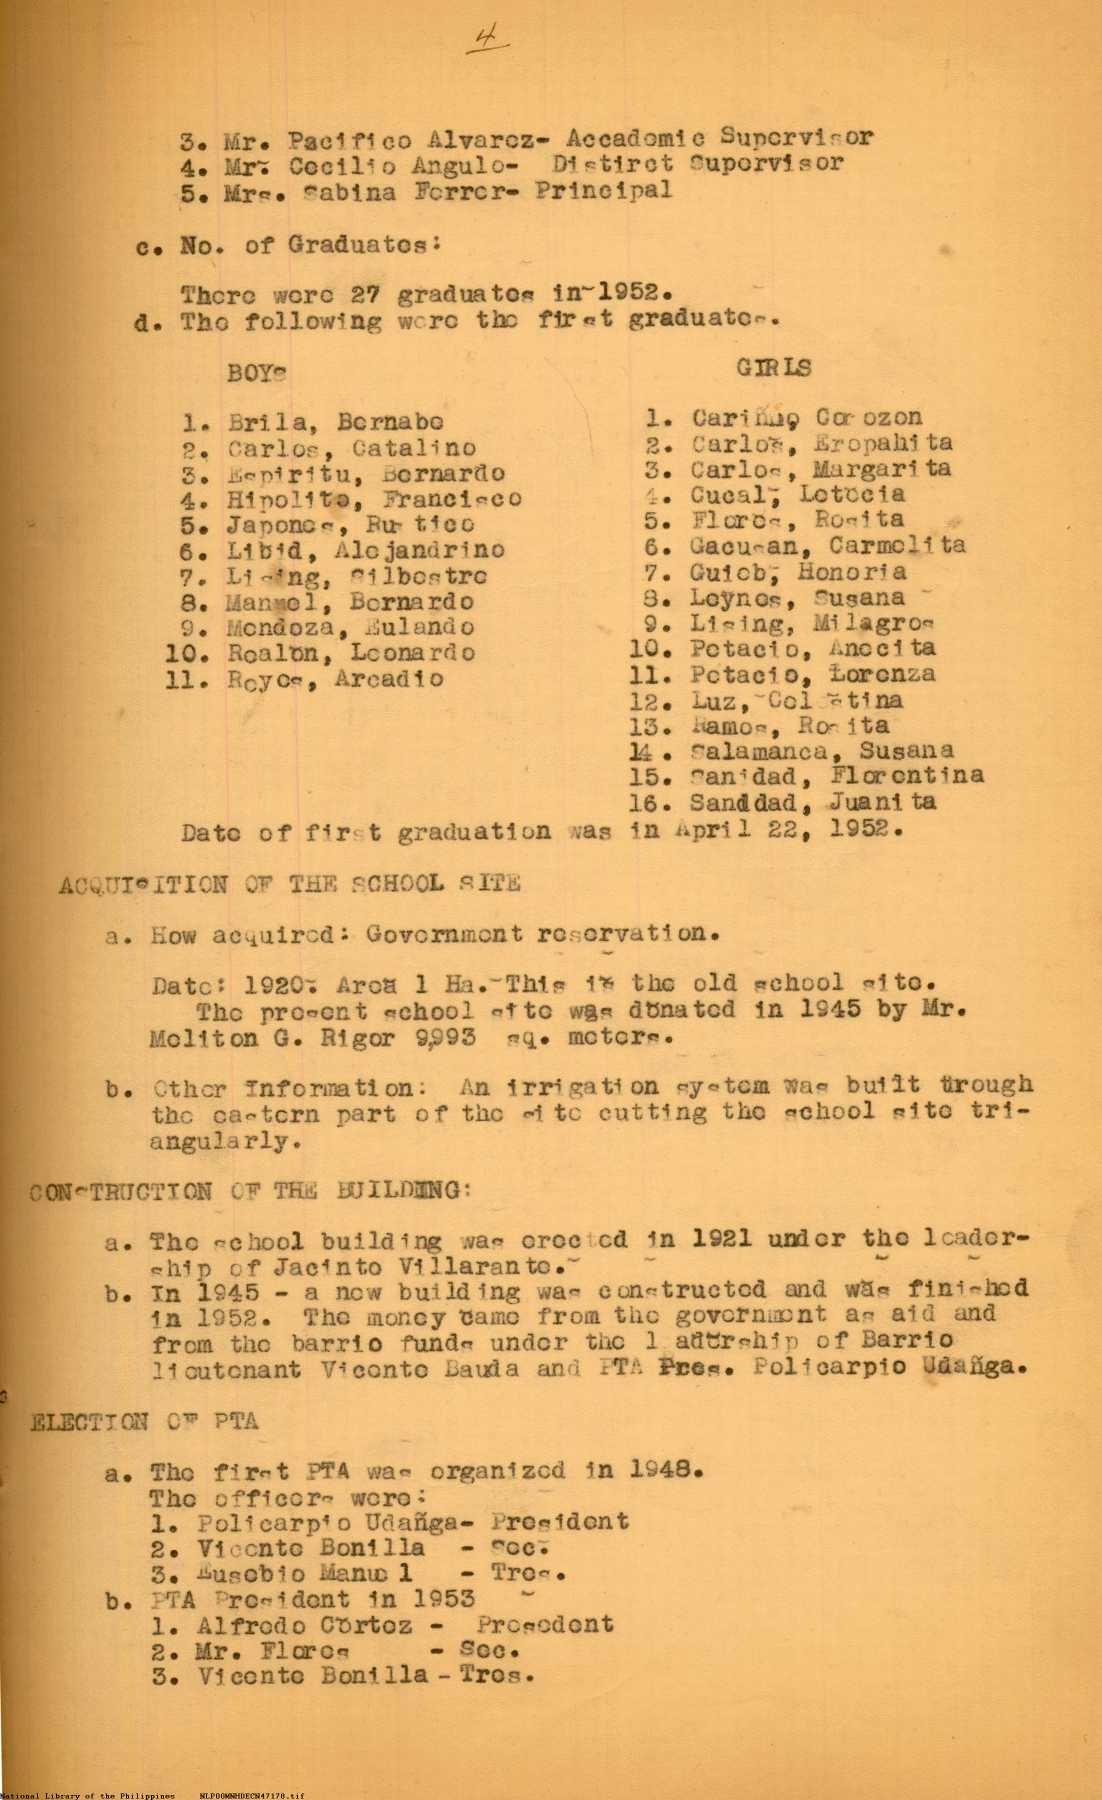 4
3. Mr. Pacifico Alvarez- Accademic Supervisor
4. Mr. Cecilio Angulo- Distirct Supervisor
5. Mrs. Sabina Ferrer- Principal
c. No. of Graduates:
There were 27 graduates in 1952.
d. The following were the first graduates.
BOYs
1. Brila, Bernabe
2. Carlos, Catalino
3. Espiritu, Bernardo
4. Hipolito, Francisco
5. Japones, Rustico
6. Libid, Alejandrino
7. Lising, Silbestre
8. Manuel, Bernardo
9. Mendoza, Eulando
10. Realon, Leonardo
11. Reyes, Arcadio
GIRLS
1. Cariño, Corozon
2. Carlos, Eropahita
3. Carlos, Margarita
4. Cucal, Letecia
5. Flores, Rosita
6. Gacusan, Carmelita
7. Guieb, Honoria
8. Leynes, Susana
9. Lising, Milagros
10. Petacio, Anecita
11. Petacio, Lorenza
12. Luz, Celestina
13. Ramos, Rosita
14. Salamanca, Susana
15. Sanidad, Florentina
16. Sanidad, Juanita
Date of first graduation was in April 22, 1952.
ACQUIsITION OF THE SCHOOL SITE
a. How acquired: Government reservation.
Date: 1920. Area 1 Ha. This is the old school site.
The present school site was donated in 1945 by Mr.
Meliton G. Rigor 9,993 sq. meters.
b. Other Information: An irrigation system was built through
the eastern part of the site cutting the school site tri-
angularly.
CONsTRUCTION OF THE BUILDING:
a. The school building was erected in 1921 under the leader-
ship of Jacinto Villarante.
b. In 1945 - a new building was constructed and was finished
in 1952. The money came from the government as aid and
from the barrio funds under the leadership of Barrio
lieutenant Vicente Bauda and PTA Pres. Policarpio Udañga.
ELECTION OF PTA
a. The first PTA was organized in 1948.
The officers were:
1. Policarpio Udañga- President
2. Vicente Bonilla - Sec.
3. Eusebio Manuel - Tres.
b. PTA President in 1953
1. Alfredo Cortez - Presedent
2. Mr. Flores - Sec.
3. Vicente Bonilla - Tres.
National Library of the Philippines NLPOOMNHDECN47170.tif